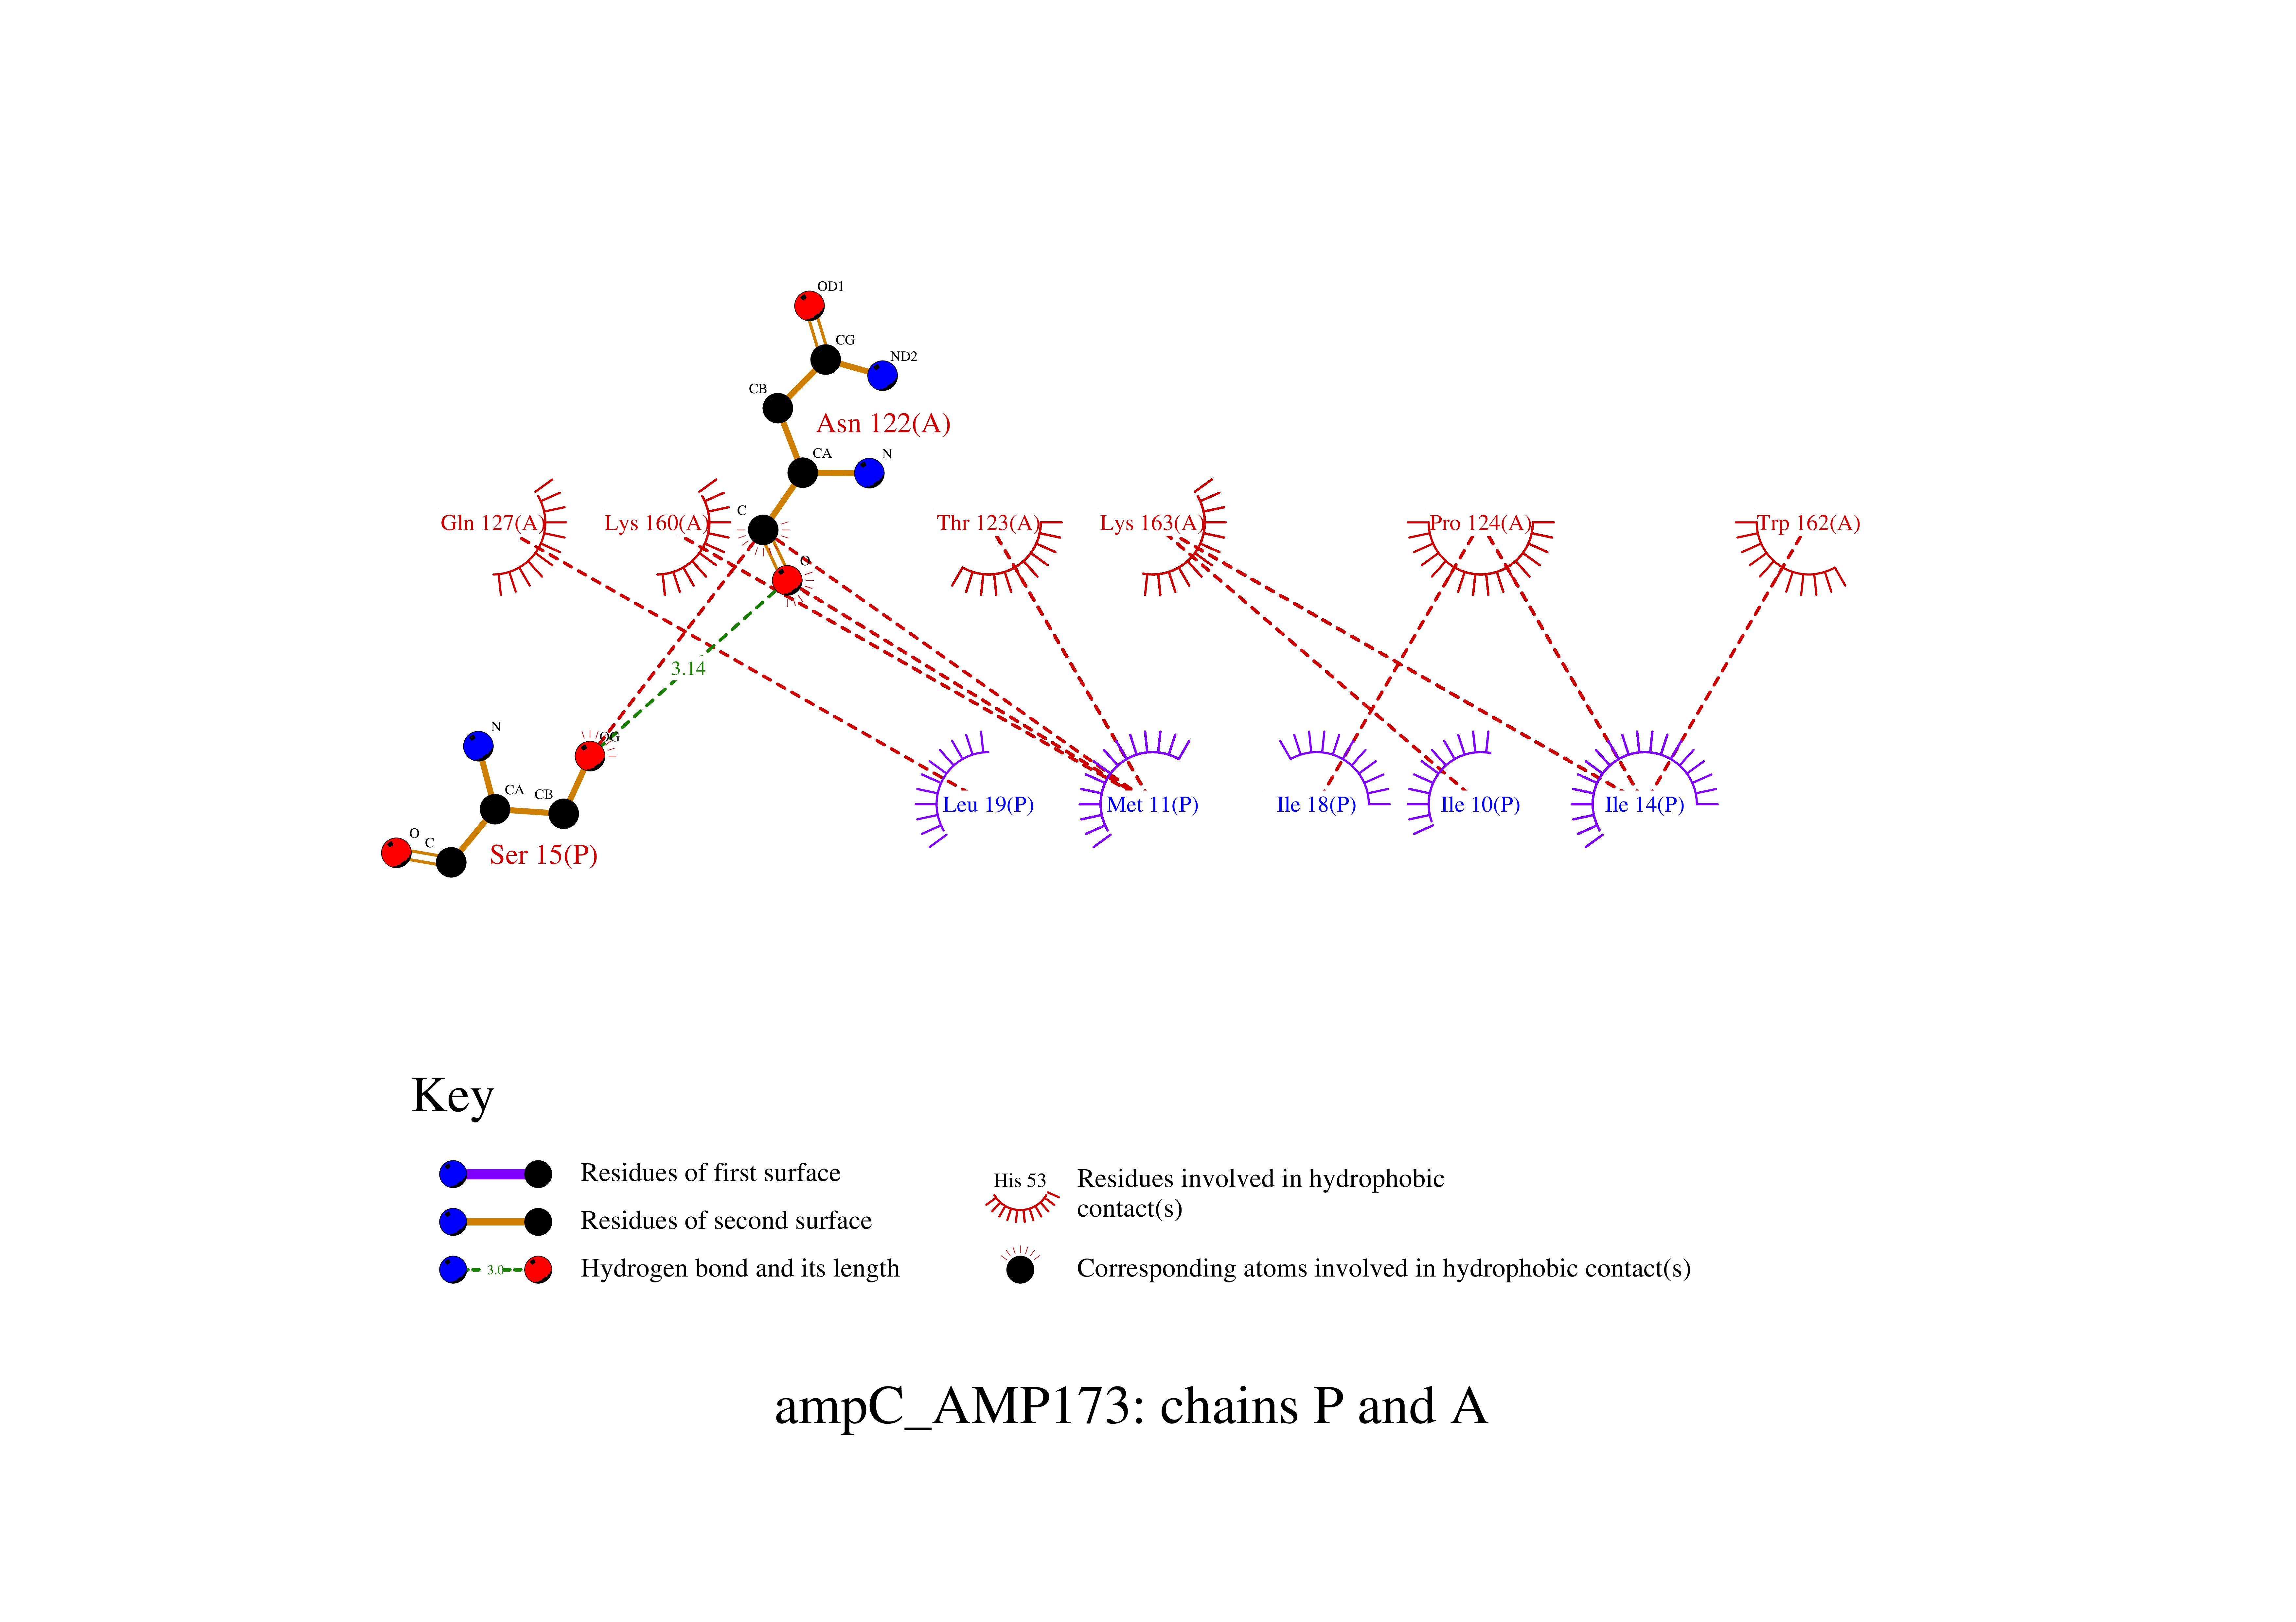 OD1
CG
ND2
CB
Asn 122(A)
CA
N
C
Gln 127(A)
Lys 160(A)
Thr 123(A)
Lys 163(A)
Pro 124(A)
Trp 162(A)
O
3.14
N
OG
CA
CB
Leu 19(P)
Met 11(P)
Ile 18(P)
Ile 10(P)
Ile 14(P)
O
C
Ser 15(P)
Key
Residues of first surface
Residues of second surface
3.0
Hydrogen bond and its length
His 53
Residues involved in hydrophobic
contact(s)
Corresponding atoms involved in hydrophobic contact(s)
ampC_AMP173: chains P and A